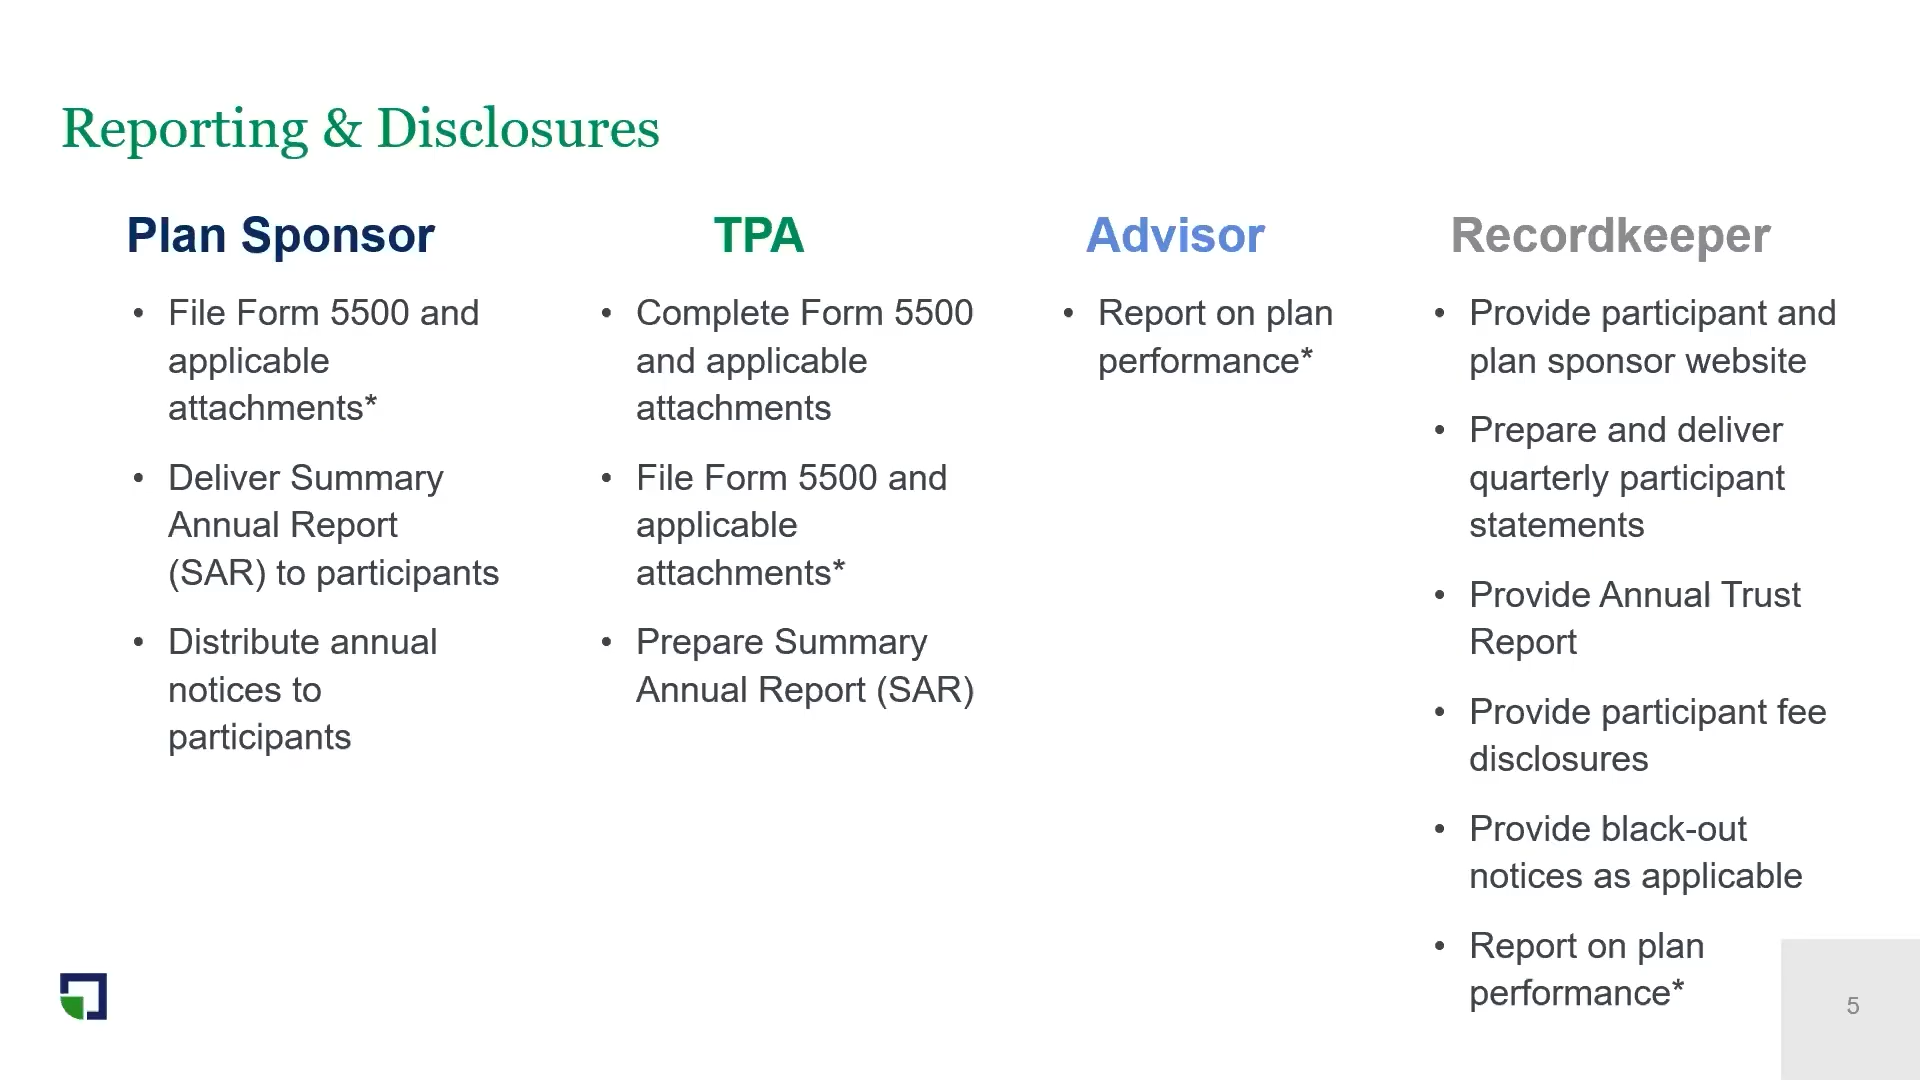 Reporting & Disclosures
Plan Sponsor
• File Form 5500 and
applicable
attachments*
• Deliver Summary
Annual Report
(SAR) to participants
• Distribute annual
notices to
participants
TPA
• Complete Form 5500
and applicable
attachments
• File Form 5500 and
applicable
attachments*
• Prepare Summary
Annual Report (SAR)
Advisor
• Report on plan
performance*
Recordkeeper
• Provide participant and
plan sponsor website
• Prepare and deliver
quarterly participant
statements
• Provide Annual Trust
Report
• Provide participant fee
disclosures
• Provide black-out
notices as applicable
• Report on plan
performance*
5